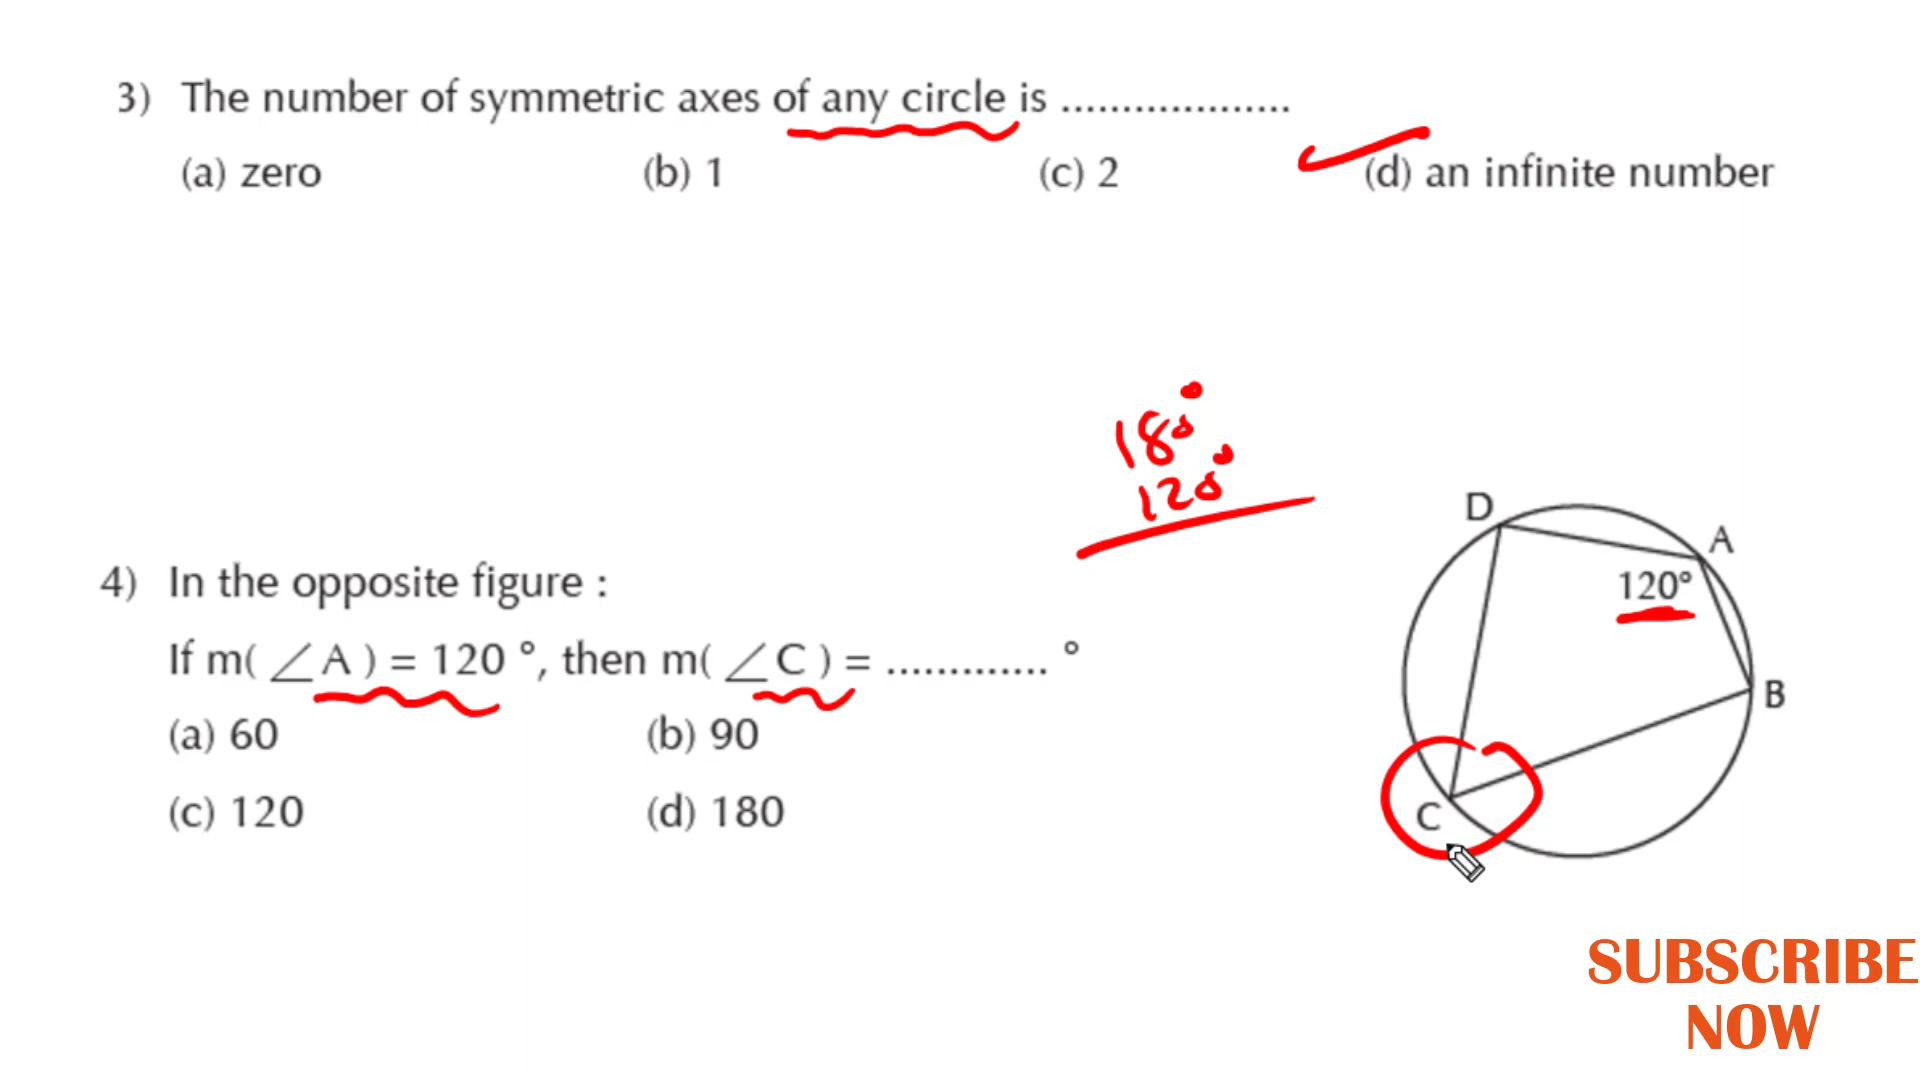 3) The number of symmetric axes of any circle is ...................
(a) zero (b) 1 (c) 2 (d) an infinite number
180°
120°
4) In the opposite figure :
If m( ∠A ) = 120 °, then m( ∠C ) = ............. °
(a) 60 (b) 90
(c) 120 (d) 180
D
A
120°
B
C
SUBSCRIBE
NOW